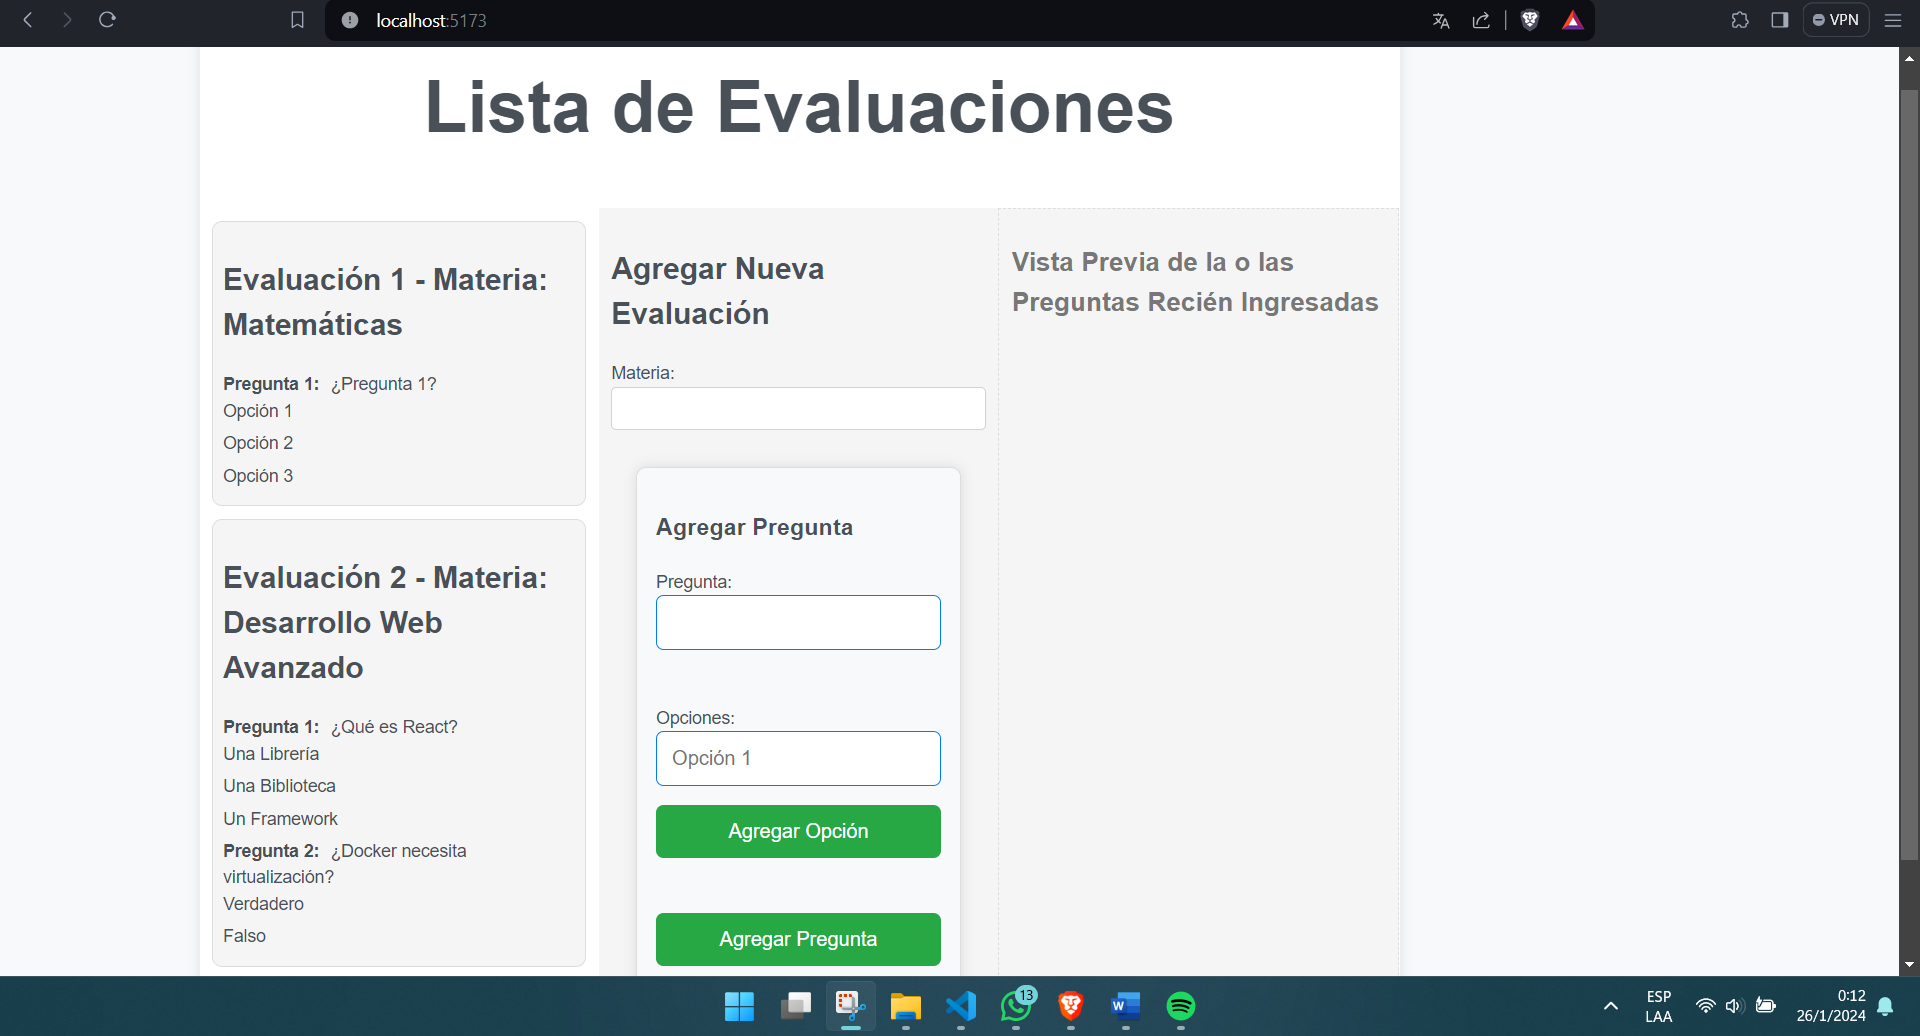 localhost:5173
VPN
Lista de Evaluaciones
Evaluación 1 - Materia:
Matemáticas
Pregunta 1: ¿Pregunta 1?
Opción 1
Opción 2
Opción 3
Evaluación 2 - Materia:
Desarrollo Web
Avanzado
Pregunta 1: ¿Qué es React?
Una Librería
Una Biblioteca
Un Framework
Pregunta 2: ¿Docker necesita
virtualización?
Verdadero
Falso
Agregar Nueva
Evaluación
Materia:
Agregar Pregunta
Pregunta:
Opciones:
Opción 1
Agregar Opción
Agregar Pregunta
Vista Previa de la o las
Preguntas Recién Ingresadas
13
W
ESP
LAA
0:12
26/1/2024